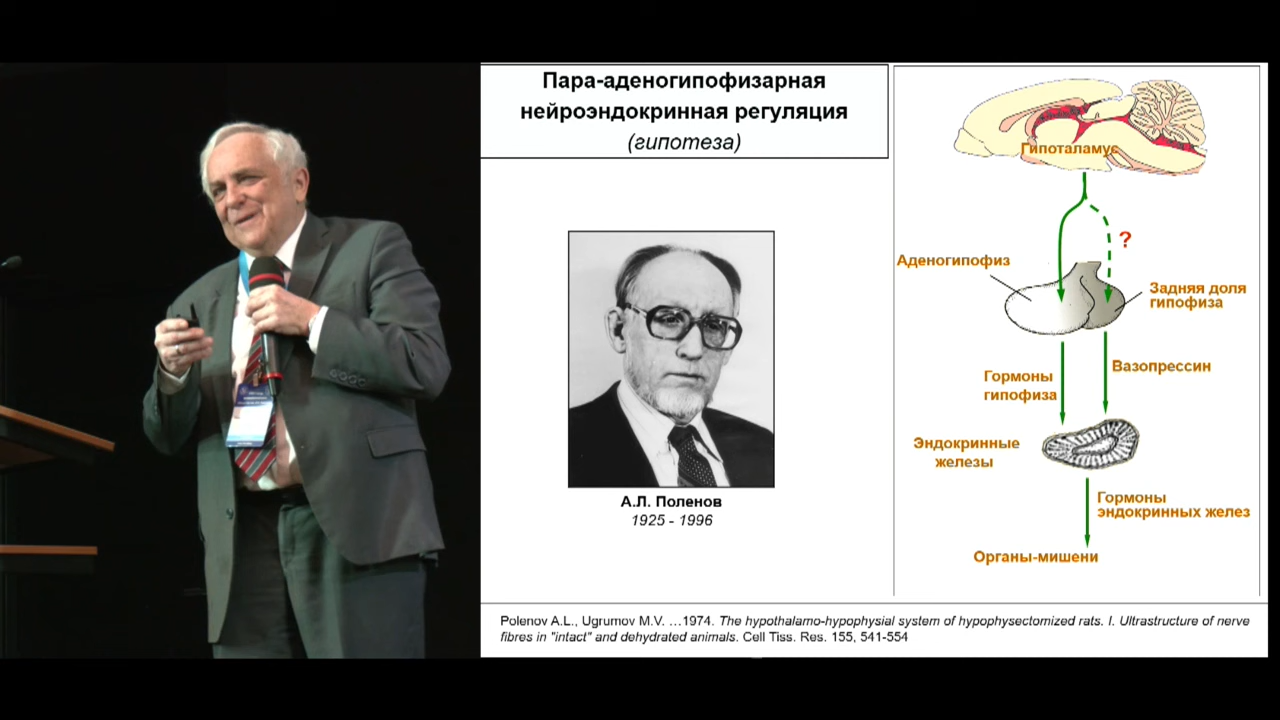 Пара-аденогипофизарная
нейроэндокринная регуляция
(гипотеза)
А.Л. Поленов
1925 - 1996
Гипоталамус
?
Аденогипофиз
Задняя доля
гипофиза
Гормоны
гипофиза
Вазопрессин
Эндокринные
железы
Гормоны
эндокринных желез
Органы-мишени
Polenov A.L., Ugrumov M.V. …1974. The hypothalamo-hypophysial system of hypophysectomized rats. I. Ultrastructure of nerve
fibres in "intact" and dehydrated animals. Cell Tiss. Res. 155, 541-554